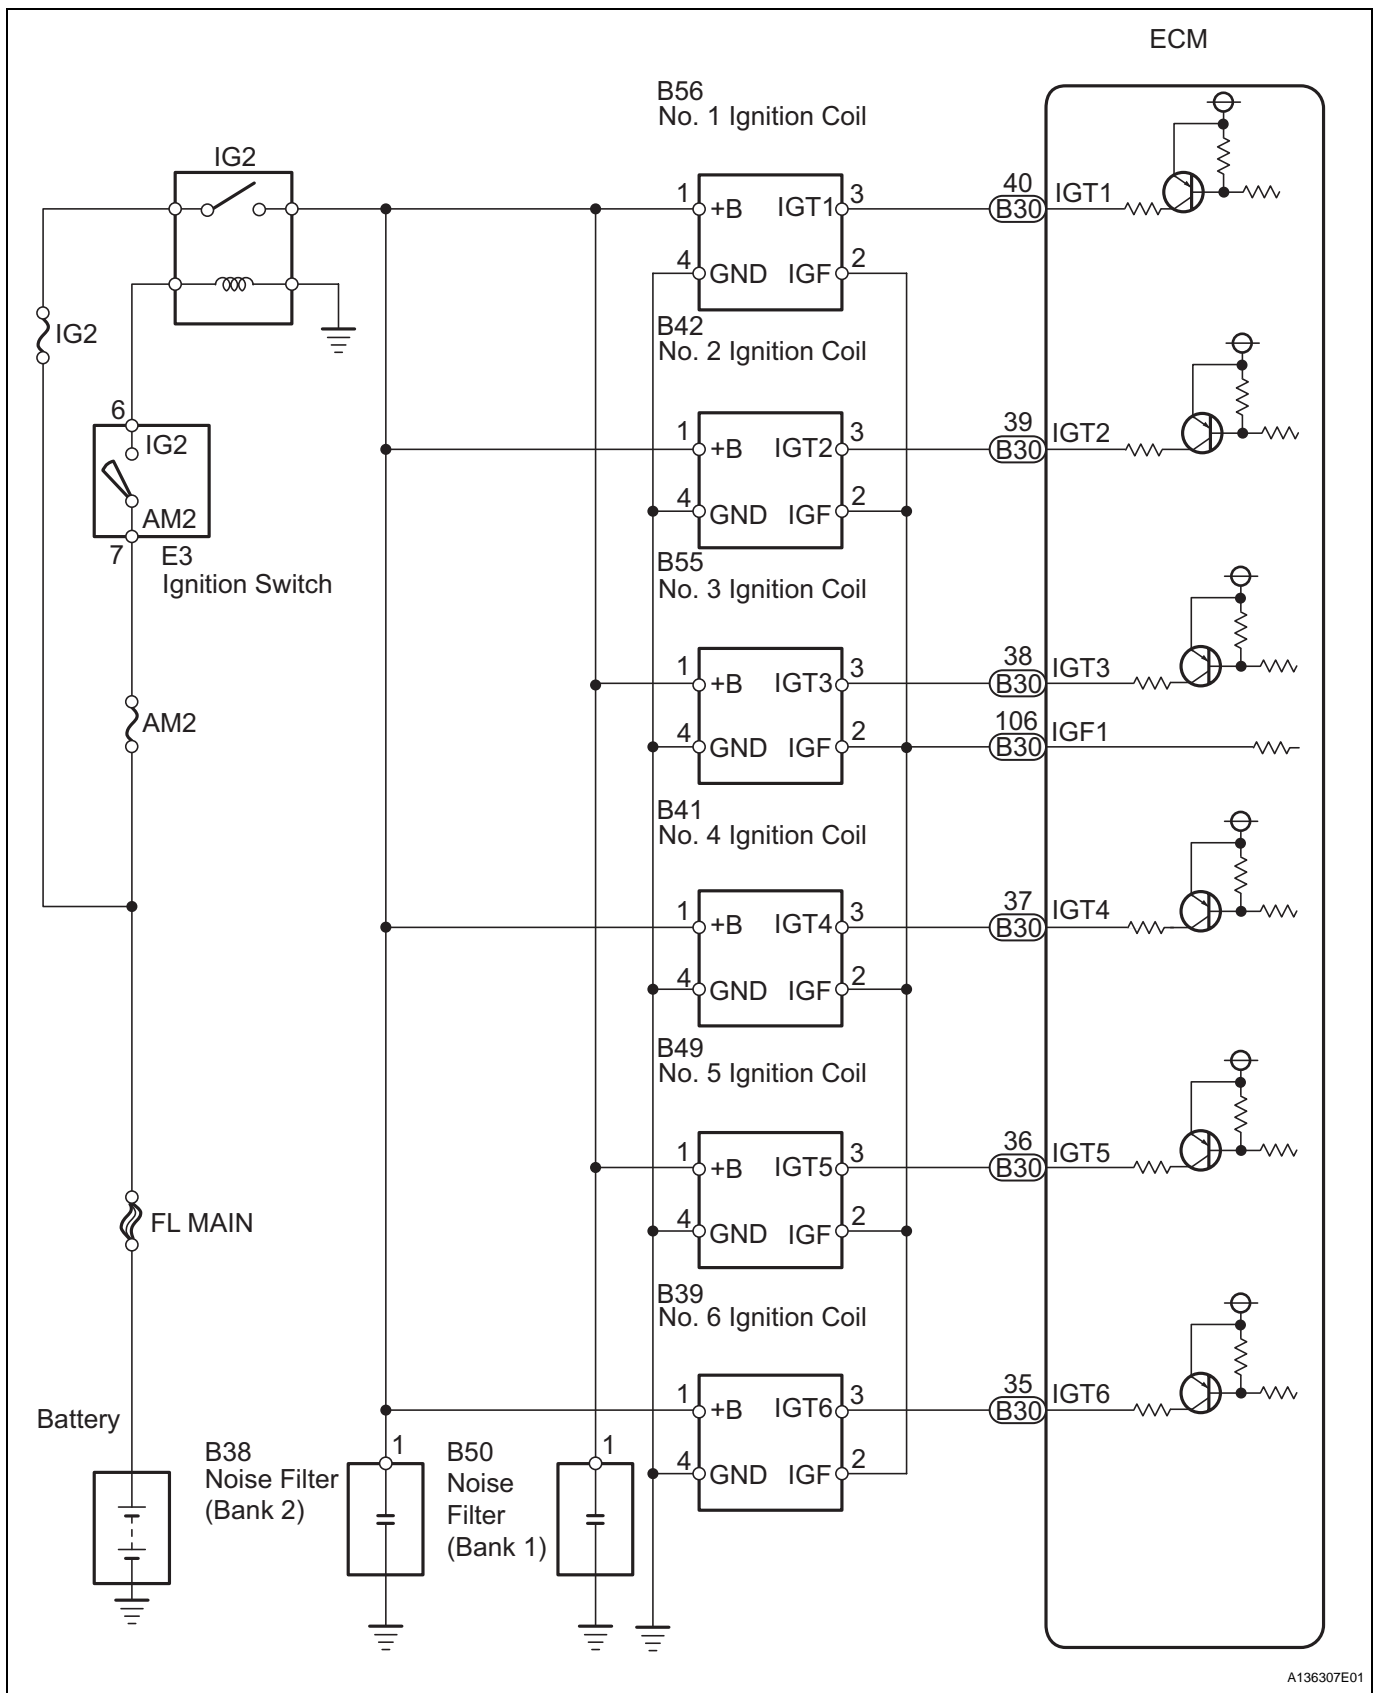 ECM
B56
No. 1 Ignition Coil
IG2
1
+B
IGT1
3
40
B30
IGT1
4
GND
IGF
2
IG2
B42
No. 2 Ignition Coil
6
IG2
AM2
7
E3
Ignition Switch
1
+B
IGT2
3
39
B30
IGT2
4
GND
IGF
2
B55
No. 3 Ignition Coil
1
+B
IGT3
3
38
B30
IGT3
AM2
4
GND
IGF
2
106
B30
IGF1
B41
No. 4 Ignition Coil
1
+B
IGT4
3
37
B30
IGT4
4
GND
IGF
2
B49
No. 5 Ignition Coil
1
+B
IGT5
3
36
B30
IGT5
FL MAIN
4
GND
IGF
2
B39
No. 6 Ignition Coil
1
+B
IGT6
3
35
B30
IGT6
4
GND
IGF
2
Battery
B38
Noise Filter
(Bank 2)
1
B50
Noise
Filter
(Bank 1)
1
A136307E01